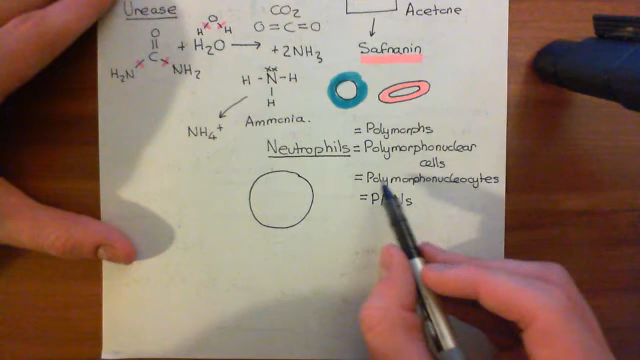 Urease
CO2
O=C=O
Acetone
O
H H
O
C
H2N NH2
+ H2O → + 2NH3
Safranin
H-N-H
H
NH4+
Ammonia.
= Polymorphs
Neutrophils = Polymorphonuclear
cells
= Polymorphonucleocytes